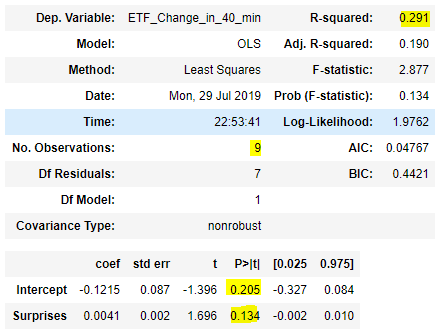 Dep. Variable: ETF_Change_in_40_min R-squared: 0.291
Model: OLS Adj. R-squared: 0.190
Method: Least Squares F-statistic: 2.877
Date: Mon, 29 Jul 2019 Prob (F-statistic): 0.134
Time: 22:53:41 Log-Likelihood: 1.9762
No. Observations: 9 AIC: 0.04767
Df Residuals: 7 BIC: 0.4421
Df Model: 1
Covariance Type: nonrobust
coef std err t P>|t| [0.025 0.975]
Intercept -0.1215 0.087 -1.396 0.205 -0.327 0.084
Surprises 0.0041 0.002 1.696 0.134 -0.002 0.010